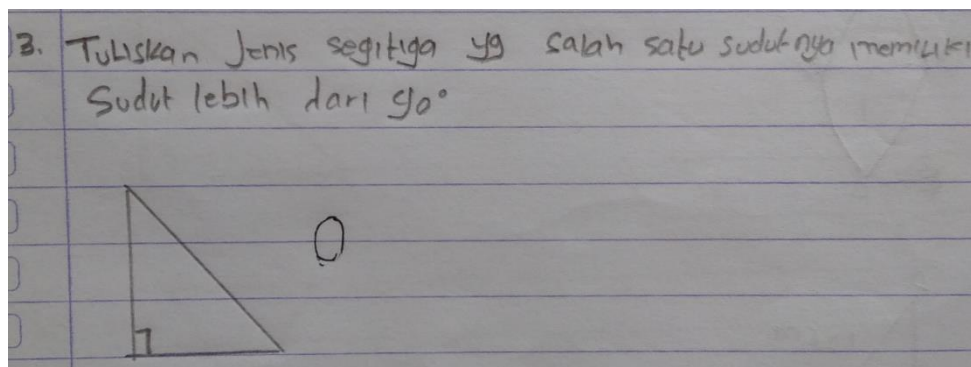 3. Tuliskan Jenis segitiga yg salah satu sudutnya memiliki
Sudut lebih dari 90°
0